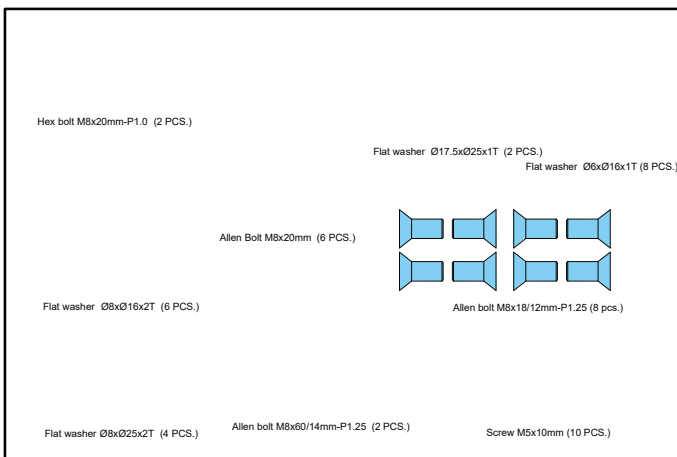 Hex bolt M8x20mm-P1.0 (2 PCS.)
Flat washer Ø17.5xØ25x1T (2 PCS.)
Flat washer Ø6xØ16x1T (8 PCS.)
Allen Bolt M8x20mm (6 PCS.)
Flat washer Ø8xØ16x2T (6 PCS.)
Allen bolt M8x18/12mm-P1.25 (8 pcs.)
Flat washer Ø8xØ25x2T (4 PCS.)
Allen bolt M8x60/14mm-P1.25 (2 PCS.)
Screw M5x10mm (10 PCS.)